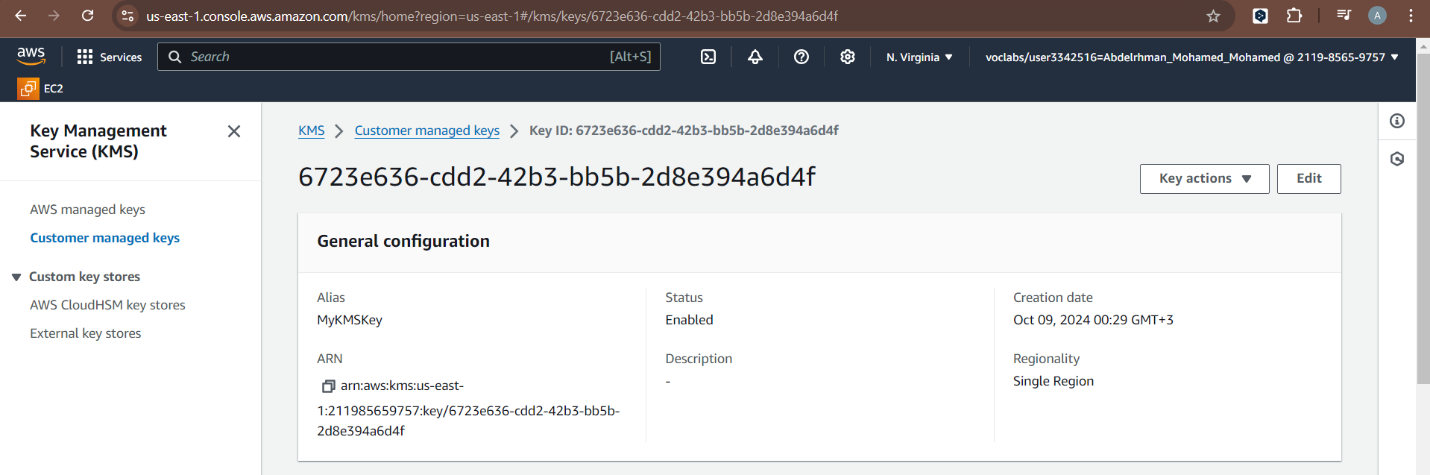 us-east-1.console.aws.amazon.com/kms/home?region=us-east-1#/kms/keys/6723e636-cdd2-42b3-bb5b-2d8e394a6d4f
A
aws
Services
Search
[Alt+S]
N. Virginia
voclabs/user3342516=Abdelrhman_Mohamed_Mohamed @ 2119-8565-9757
EC2
Key Management
Service (KMS)
AWS managed keys
Customer managed keys
Custom key stores
AWS CloudHSM key stores
External key stores
KMS
Customer managed keys
Key ID: 6723e636-cdd2-42b3-bb5b-2d8e394a6d4f
6723e636-cdd2-42b3-bb5b-2d8e394a6d4f
Key actions
Edit
General configuration
Alias
MyKMSKey
ARN
arn:aws:kms:us-east-
1:211985659757:key/6723e636-cdd2-42b3-bb5b-
2d8e394a6d4f
Status
Enabled
Description
-
Creation date
Oct 09, 2024 00:29 GMT+3
Regionality
Single Region